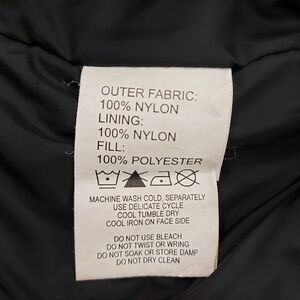 OUTER FABRIC:
100% NYLON
LINING:
100% NYLON
FILL:
100% POLYESTER
MACHINE WASH COLD, SEPARATELY
USE DELICATE CYCLE
COOL TUMBLE DRY
COOL IRON ON FACE SIDE
DO NOT USE BLEACH
DO NOT TWIST OR WRING
DO NOT SOAK OR STORE DAMP
DO NOT DRY CLEAN